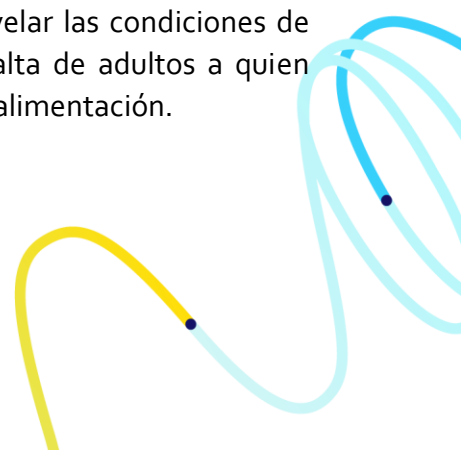 velar las condiciones de
alta de adultos a quien
alimentación.